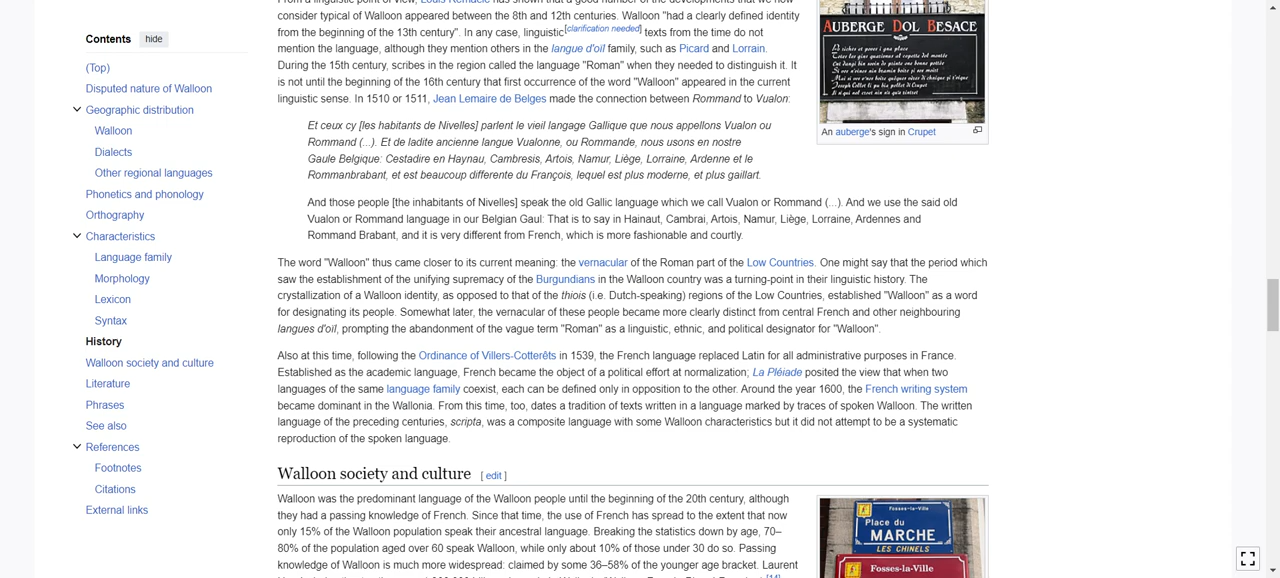 From a linguistic point of view, Louis Remacle has shown that a good number of the developments that we now
consider typical of Walloon appeared between the 8th and 12th centuries. Walloon "had a clearly defined identity
from the beginning of the 13th century". In any case, linguistic[clarification needed] texts from the time do not
mention the language, although they mention others in the langue d'oïl family, such as Picard and Lorrain.
During the 15th century, scribes in the region called the language "Roman" when they needed to distinguish it. It
is not until the beginning of the 16th century that first occurrence of the word "Walloon" appeared in the current
linguistic sense. In 1510 or 1511, Jean Lemaire de Belges made the connection between Rommand to Vualon:
Et ceux cy [les habitants de Nivelles] parlent le vieil langage Gallique que nous appellons Vualon ou
Rommand (...). Et de ladite ancienne langue Vualonne, ou Rommande, nous usons en nostre
Gaule Belgique: Cestadire en Haynau, Cambresis, Artois, Namur, Liège, Lorraine, Ardenne et le
Rommanbrabant, et est beaucoup differente du François, lequel est plus moderne, et plus gaillart.
And those people [the inhabitants of Nivelles] speak the old Gallic language which we call Vualon or Rommand (...). And we use the said old
Vualon or Rommand language in our Belgian Gaul: That is to say in Hainaut, Cambrai, Artois, Namur, Liège, Lorraine, Ardennes and
Rommand Brabant, and it is very different from French, which is more fashionable and courtly.
The word "Walloon" thus came closer to its current meaning: the vernacular of the Roman part of the Low Countries. One might say that the period which
saw the establishment of the unifying supremacy of the Burgundians in the Walloon country was a turning-point in their linguistic history. The
crystallization of a Walloon identity, as opposed to that of the thiois (i.e. Dutch-speaking) regions of the Low Countries, established "Walloon" as a word
for designating its people. Somewhat later, the vernacular of these people became more clearly distinct from central French and other neighbouring
langues d'oïl, prompting the abandonment of the vague term "Roman" as a linguistic, ethnic, and political designator for "Walloon".
Also at this time, following the Ordinance of Villers-Cotterêts in 1539, the French language replaced Latin for all administrative purposes in France.
Established as the academic language, French became the object of a political effort at normalization; La Pléiade posited the view that when two
languages of the same language family coexist, each can be defined only in opposition to the other. Around the year 1600, the French writing system
became dominant in the Wallonia. From this time, too, dates a tradition of texts written in a language marked by traces of spoken Walloon. The written
language of the preceding centuries, scripta, was a composite language with some Walloon characteristics but it did not attempt to be a systematic
reproduction of the spoken language.
Walloon society and culture [ edit ]
Walloon was the predominant language of the Walloon people until the beginning of the 20th century, although
they had a passing knowledge of French. Since that time, the use of French has spread to the extent that now
only 15% of the Walloon population speak their ancestral language. Breaking the statistics down by age, 70–
80% of the population aged over 60 speak Walloon, while only about 10% of those under 30 do so. Passing
knowledge of Walloon is much more widespread: claimed by some 36–58% of the younger age bracket. Laurent
[14]
Contents hide
(Top)
Disputed nature of Walloon
Geographic distribution
Walloon
Dialects
Other regional languages
Phonetics and phonology
Orthography
Characteristics
Language family
Morphology
Lexicon
Syntax
History
Walloon society and culture
Literature
Phrases
See also
References
Footnotes
Citations
External links
AUBERGE DOL BESACE
An auberge's sign in Crupet
Fosses-la-Ville
Place du
MARCHE
LES CHINELS
Fosses-la-Ville